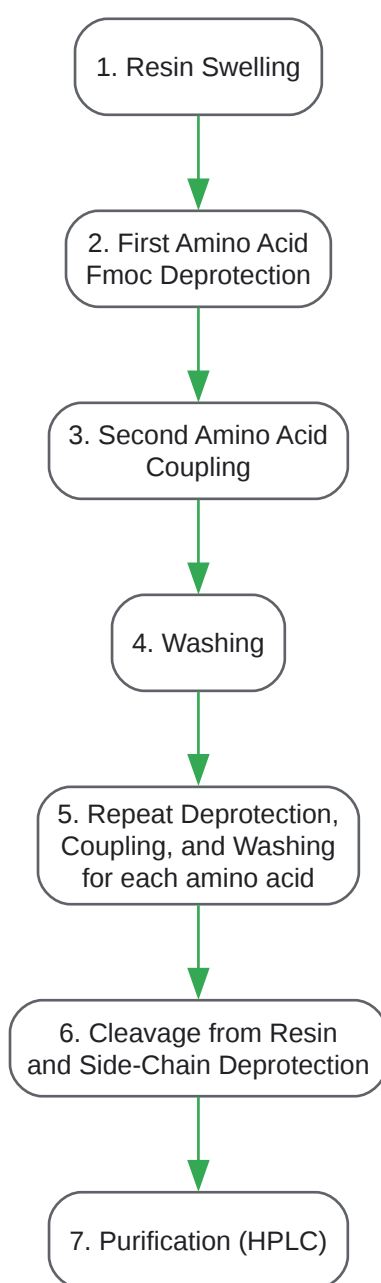 1. Resin Swelling
2. First Amino Acid
Fmoc Deprotection
3. Second Amino Acid
Coupling
4. Washing
5. Repeat Deprotection,
Coupling, and Washing
for each amino acid
6. Cleavage from Resin
and Side-Chain Deprotection
7. Purification (HPLC)